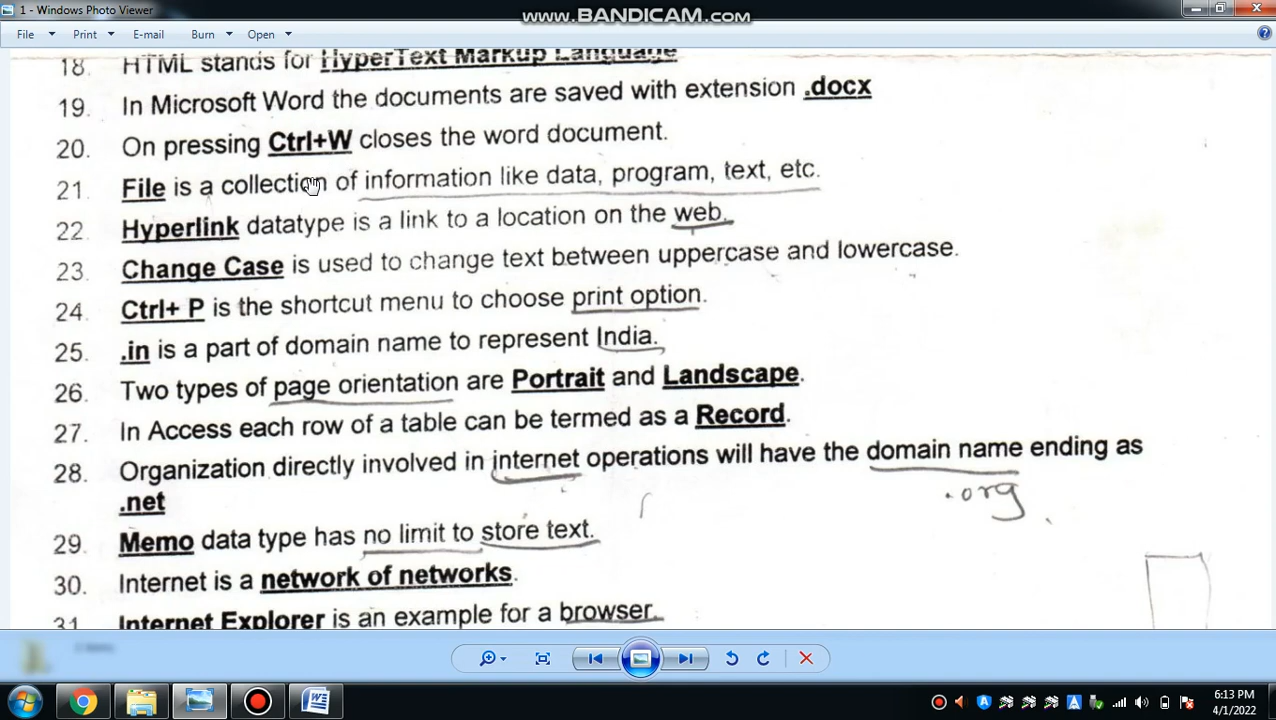 1 - Windows Photo Viewer
www.BANDICAM.com
File Print E-mail Burn Open
18. HTML stands for HyperText Markup Language
19. In Microsoft Word the documents are saved with extension .docx
20. On pressing Ctrl+W closes the word document.
21. File is a collection of information like data, program, text, etc.
22. Hyperlink datatype is a link to a location on the web.
23. Change Case is used to change text between uppercase and lowercase.
24. Ctrl+ P is the shortcut menu to choose print option.
25. .in is a part of domain name to represent India.
26. Two types of page orientation are Portrait and Landscape.
27. In Access each row of a table can be termed as a Record.
28. Organization directly involved in internet operations will have the domain name ending as
.net
.org
29. Memo data type has no limit to store text.
30. Internet is a network of networks.
31. Internet Explorer is an example for a browser.
6:13 PM
4/1/2022